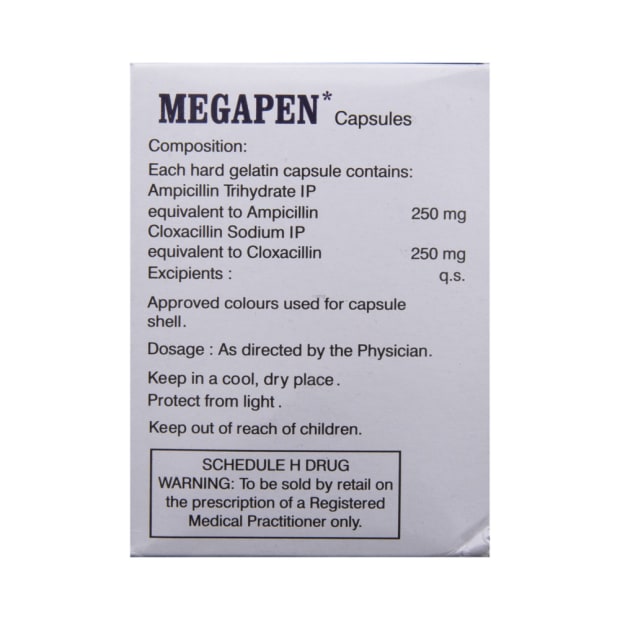 MEGAPEN* Capsules
Composition:
Each hard gelatin capsule contains:
Ampicillin Trihydrate IP
equivalent to Ampicillin 250 mg
Cloxacillin Sodium IP
equivalent to Cloxacillin 250 mg
Excipients : q.s.
Approved colours used for capsule
shell.
Dosage : As directed by the Physician.
Keep in a cool, dry place.
Protect from light.
Keep out of reach of children.
SCHEDULE H DRUG
WARNING: To be sold by retail on
the prescription of a Registered
Medical Practitioner only.